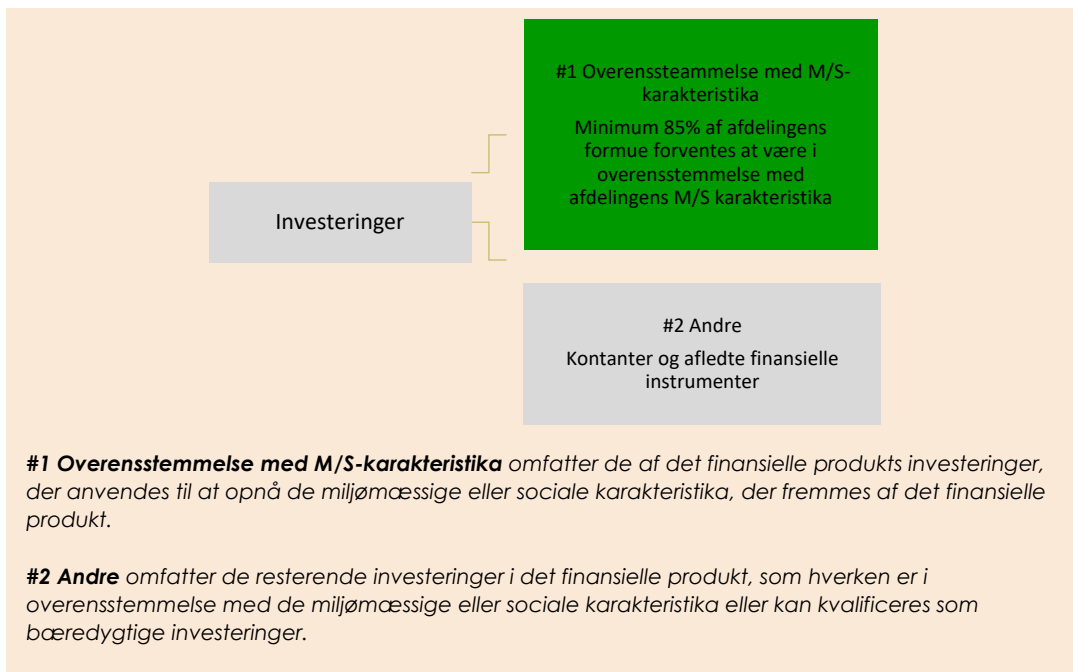 #1 Overenssteammelse med M/S-
karakteristika
Minimum 85% af afdelingens
formue forventes at være i
overensstemmelse med
afdelingens M/S karakteristika
Investeringer
#2 Andre
Kontanter og afledte finansielle
instrumenter
#1 Overensstemmelse med M/S-karakteristika omfatter de af det finansielle produkts investeringer,
der anvendes til at opnå de miljømæssige eller sociale karakteristika, der fremmes af det finansielle
produkt.
#2 Andre omfatter de resterende investeringer i det finansielle produkt, som hverken er i
overensstemmelse med de miljømæssige eller sociale karakteristika eller kan kvalificeres som
bæredygtige investeringer.